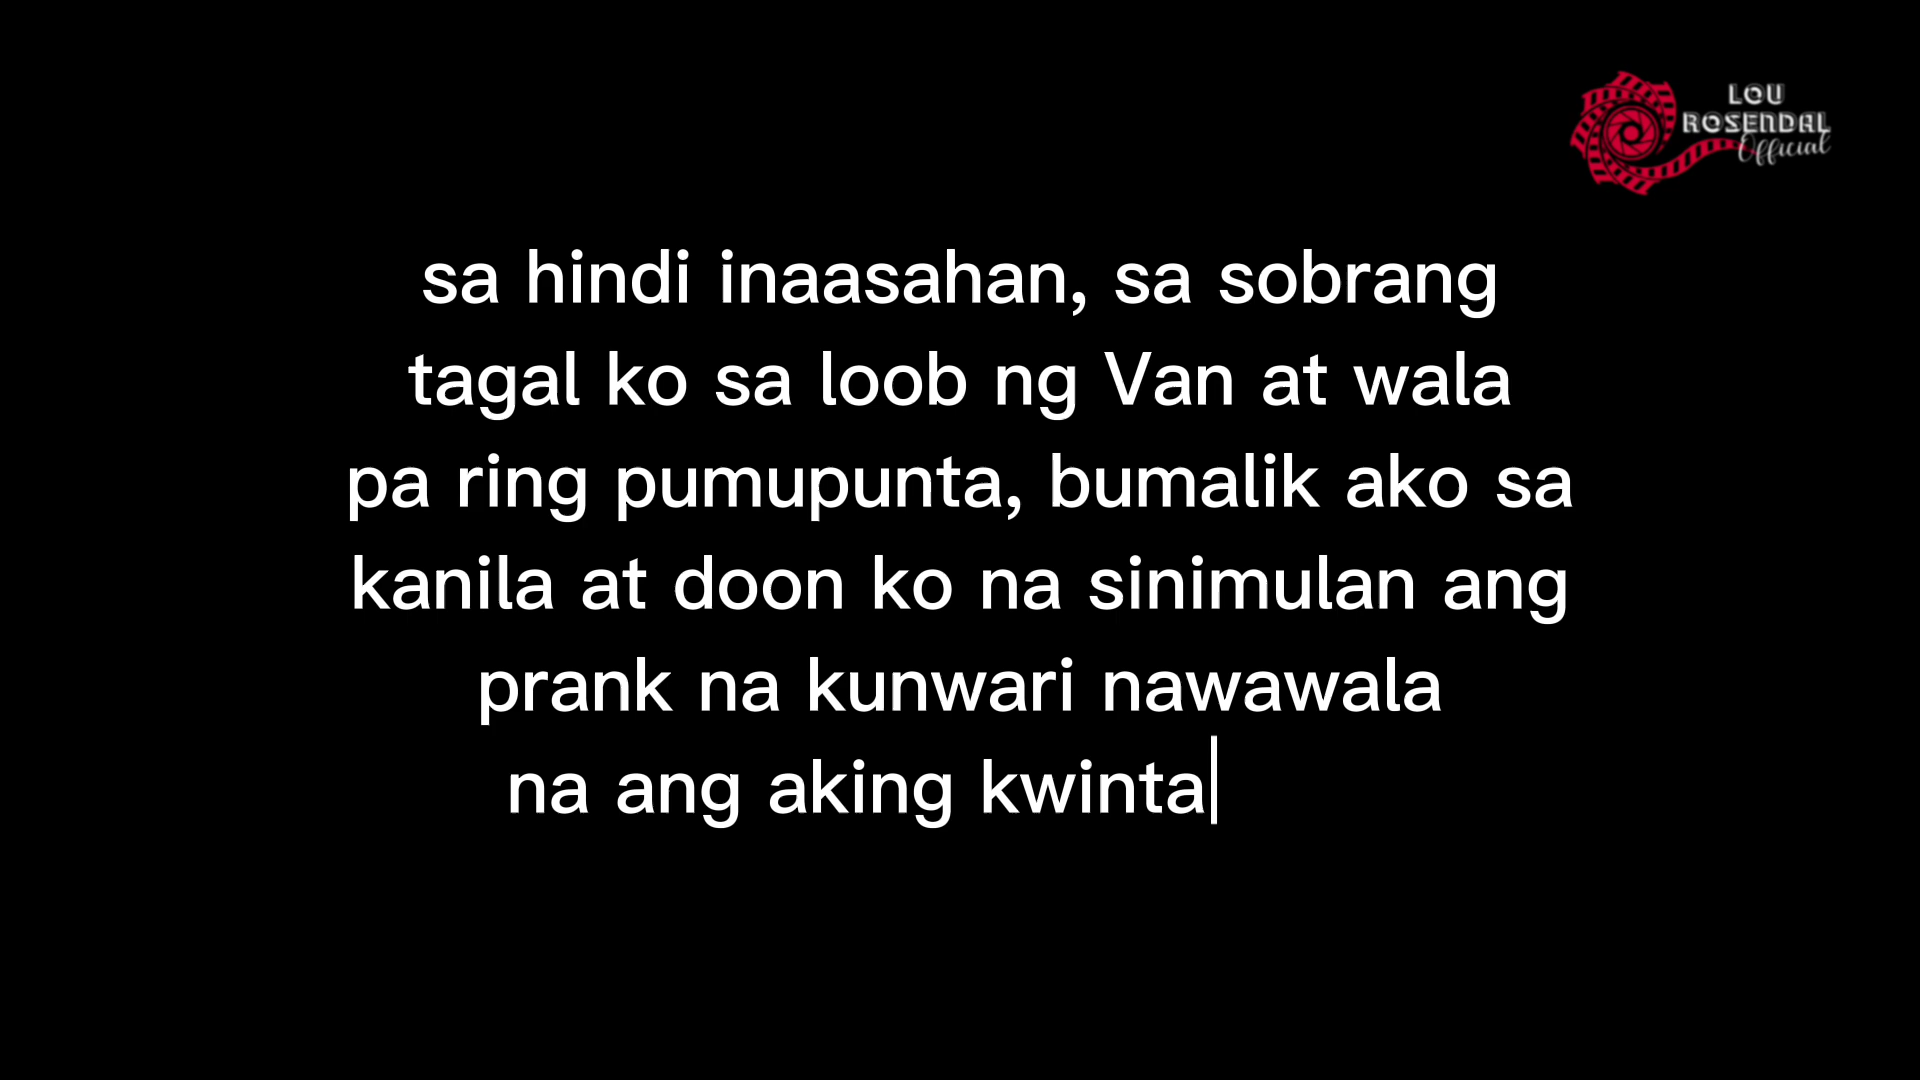 LOU
ROSENDAL
Official
sa hindi inaasahan, sa sobrang
tagal ko sa loob ng Van at wala
pa ring pumupunta, bumalik ako sa
kanila at doon ko na sinimulan ang
prank na kunwari nawawala
na ang aking kwinta